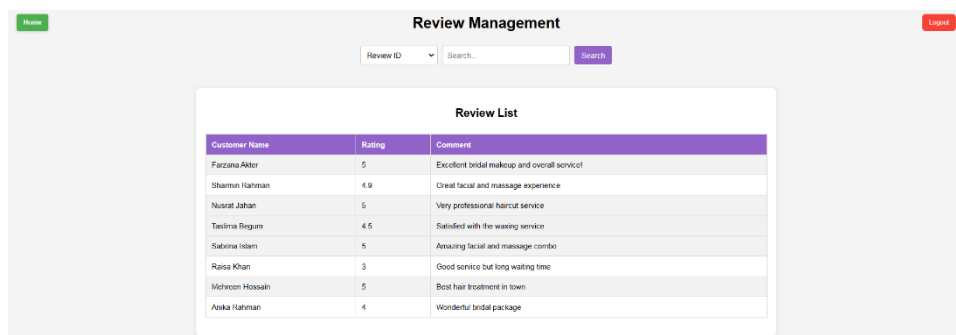 Home
Review Management
Logout
Review ID
Search...
Search
Review List
Customer Name Rating Comment
Farzana Akter 5 Excellent bridal makeup and overall service!
Sharmin Rahman 4.9 Great facial and massage experience
Nusrat Jahan 5 Very professional haircut service
Taslima Begum 4.5 Satisfied with the waxing service
Sabrina Islam 5 Amazing facial and massage combo
Raisa Khan 3 Good service but long waiting time
Mehreen Hossain 5 Best hair treatment in town
Anika Rahman 4 Wonderful bridal package